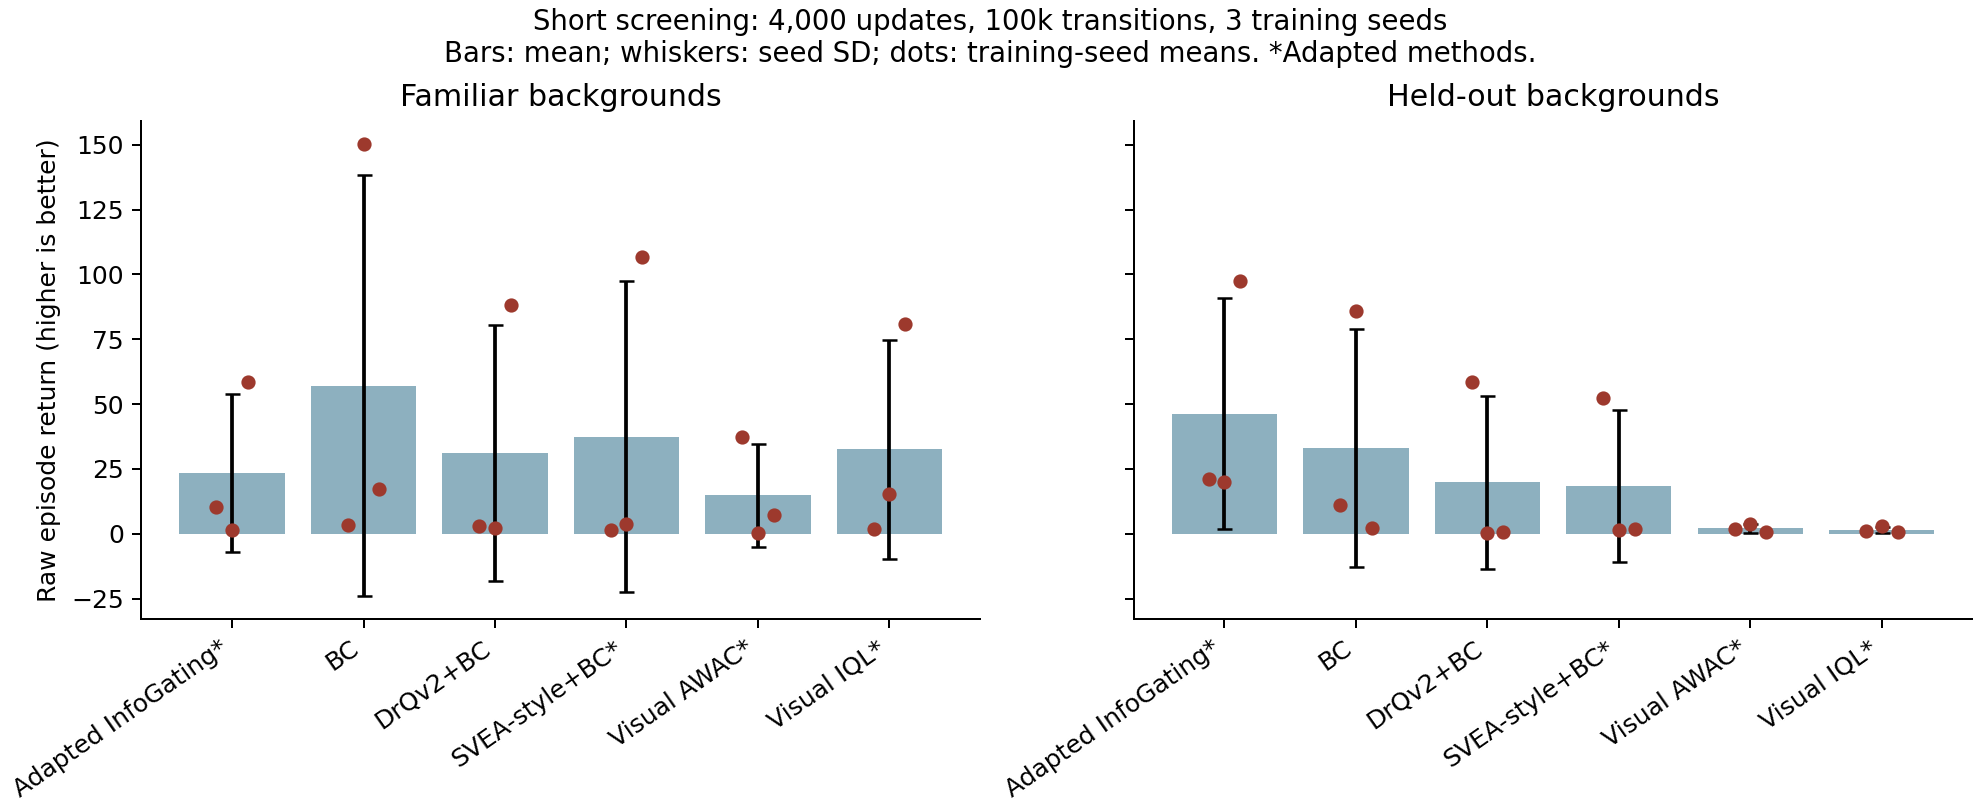 Short screening: 4,000 updates, 100k transitions, 3 training seeds
Bars: mean; whiskers: seed SD; dots: training-seed means. *Adapted methods.
Familiar backgrounds
Held-out backgrounds
Raw episode return (higher is better)
150
125
100
75
50
25
0
−25
Adapted InfoGating*
BC
DrQv2+BC
SVEA-style+BC*
Visual AWAC*
Visual IQL*
Adapted InfoGating*
BC
DrQv2+BC
SVEA-style+BC*
Visual AWAC*
Visual IQL*